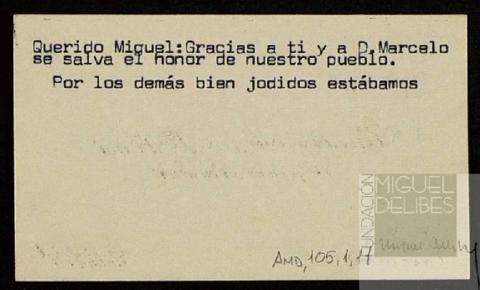 Querido Miguel:Gracias a ti y a D.Marcelo
se salva el honor de nuestro pueblo.
Por los demás bien jodidos estábamos
FUNDACIÓN
MIGUEL
DELIBES
AMD, 105, 1, 17